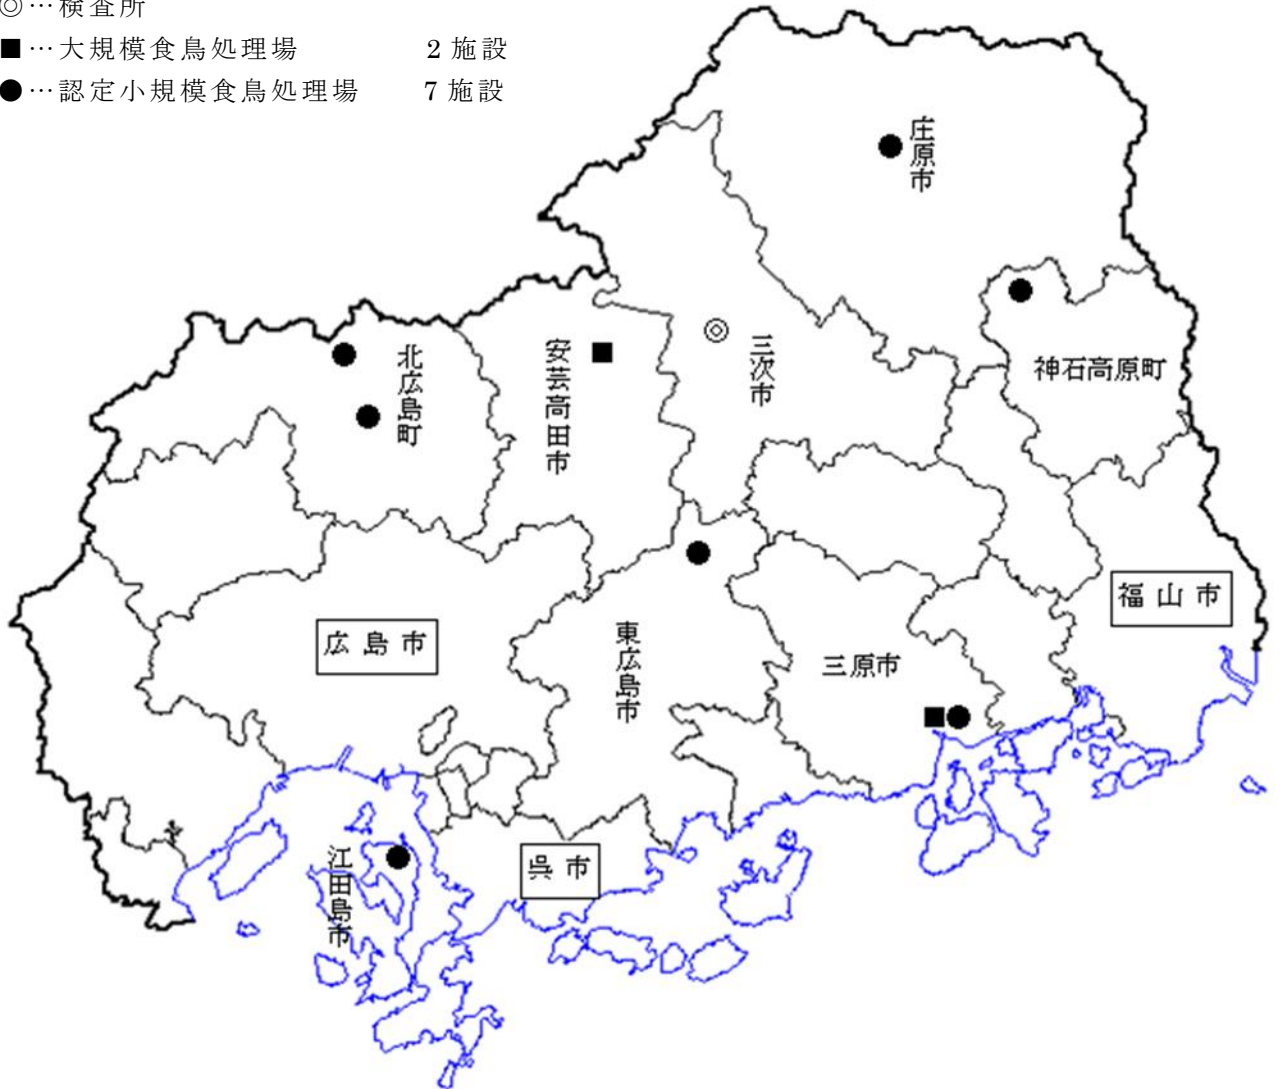 ◎…検査所
■…大規模食鳥処理場 2 施設
●…認定小規模食鳥処理場 7 施設
庄原市
神石高原町
三次市
安芸高田市
北広島町
福山市
広島市
東広島市
三原市
呉市
江田島市